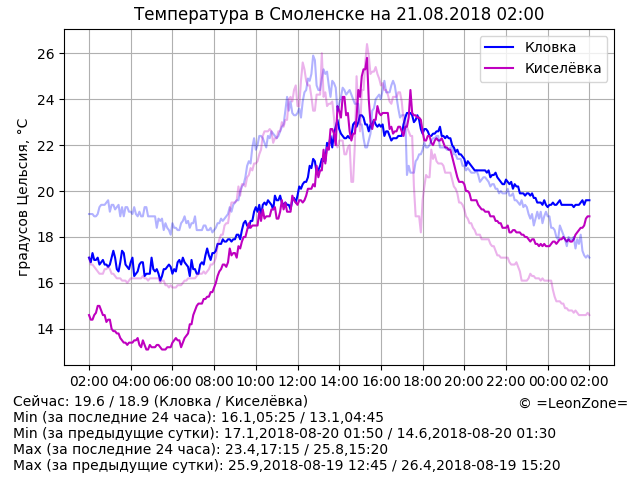 Температура в Смоленске на 21.08.2018 02:00
Кловка
Киселёвка
градусов Цельсия, °C
26
24
22
20
18
16
14
02:00 04:00 06:00 08:00 10:00 12:00 14:00 16:00 18:00 20:00 22:00 00:00 02:00
Сейчас: 19.6 / 18.9 (Кловка / Киселёвка)
© =LeonZone=
Min (за последние 24 часа): 16.1,05:25 / 13.1,04:45
Min (за предыдущие сутки): 17.1,2018-08-20 01:50 / 14.6,2018-08-20 01:30
Max (за последние 24 часа): 23.4,17:15 / 25.8,15:20
Max (за предыдущие сутки): 25.9,2018-08-19 12:45 / 26.4,2018-08-19 15:20